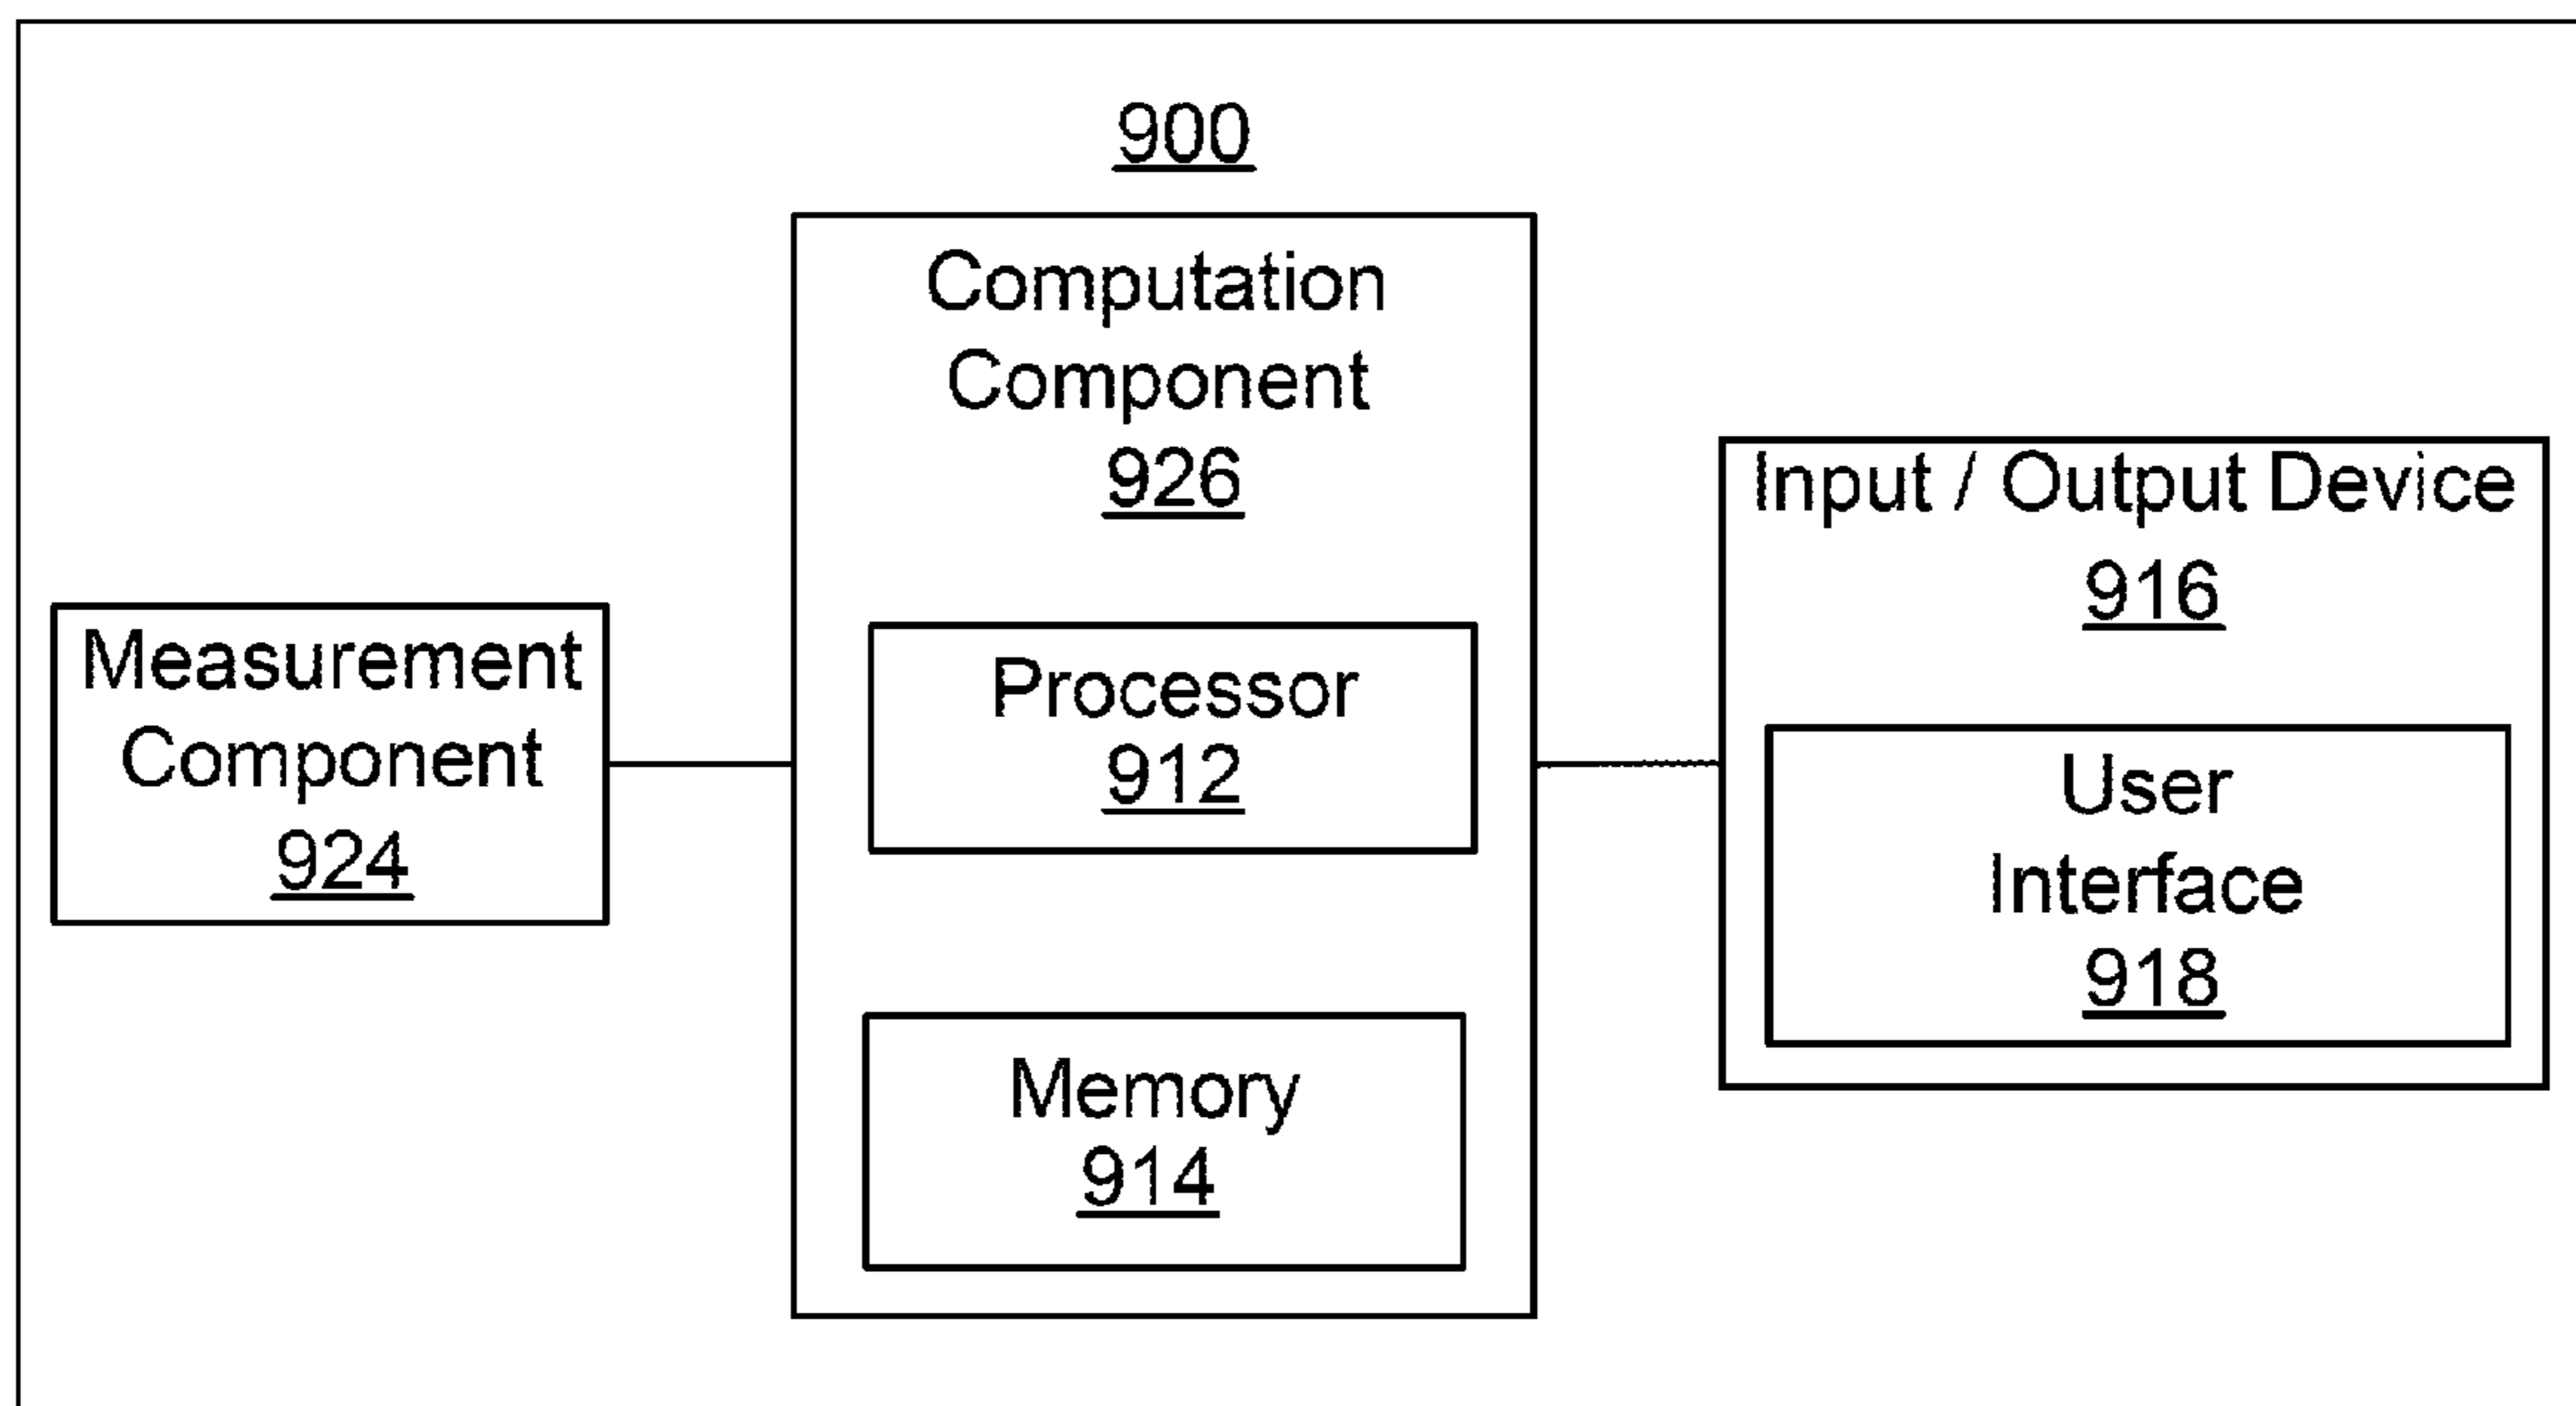 900
Measurement
Component
924
Computation
Component
926
Processor
912
Memory
914
Input / Output Device
916
User
Interface
918